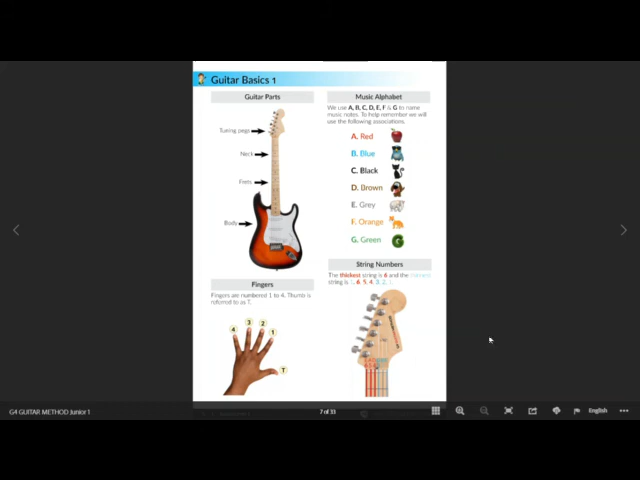 Guitar Basics 1
Guitar Parts
Tuning pegs
Neck
Frets
Body
Music Alphabet
We use A, B, C, D, E, F & G to name
music notes. To help remember we will
use the following associations.
A. Red
B. Blue
C. Black
D. Brown
E. Grey
F. Orange
G. Green
Fingers
Fingers are numbered 1 to 4. Thumb is
referred to as T.
4
3
2
1
T
String Numbers
The thickest string is 6 and the thinnest
string is 1. 6, 5, 4, 3, 2, 1.
G4 GUITAR METHOD Junior 1
7 of 33
English